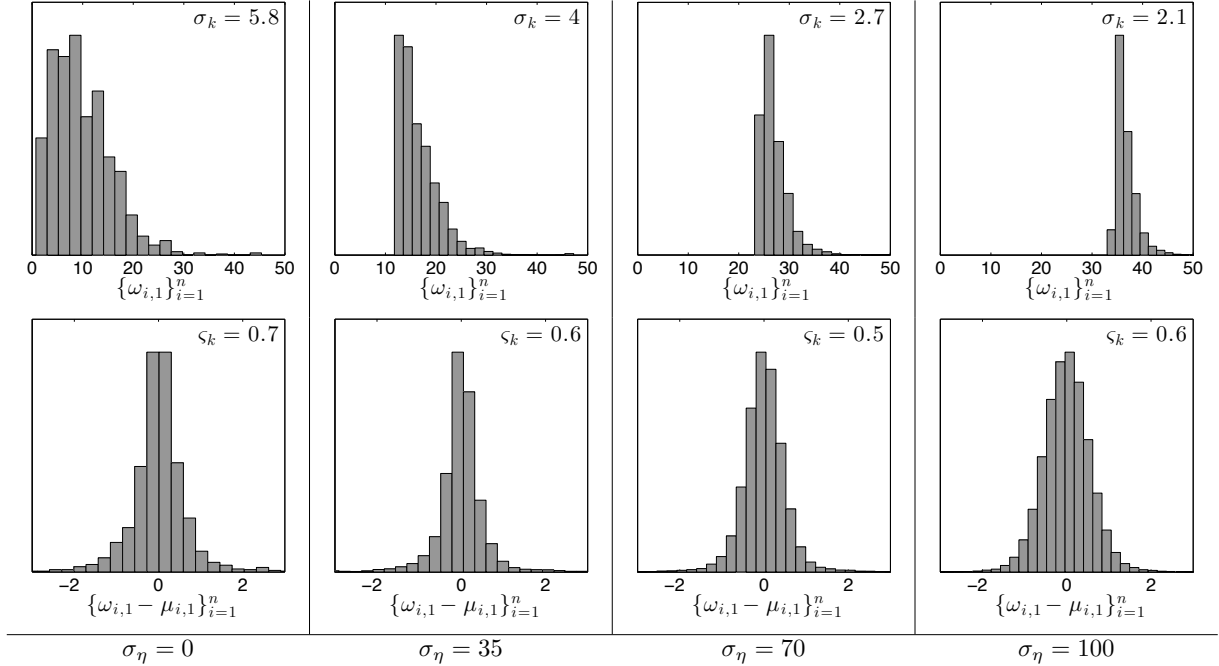 σ_k = 5.8
σ_k = 4
σ_k = 2.7
σ_k = 2.1
0 10 20 30 40 50
0 10 20 30 40 50
0 10 20 30 40 50
0 10 20 30 40 50
{ω_{i,1}}_{i=1}^n
{ω_{i,1}}_{i=1}^n
{ω_{i,1}}_{i=1}^n
{ω_{i,1}}_{i=1}^n
ς_k = 0.7
ς_k = 0.6
ς_k = 0.5
ς_k = 0.6
−2 0 2
−2 0 2
−2 0 2
−2 0 2
{ω_{i,1} − μ_{i,1}}_{i=1}^n
{ω_{i,1} − μ_{i,1}}_{i=1}^n
{ω_{i,1} − μ_{i,1}}_{i=1}^n
{ω_{i,1} − μ_{i,1}}_{i=1}^n
σ_η = 0
σ_η = 35
σ_η = 70
σ_η = 100